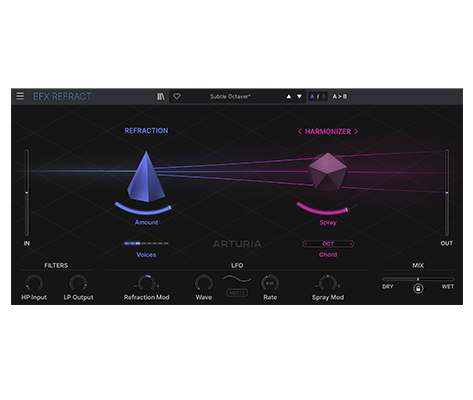 EFX REFRACT Subtle Octaver* A / B A > B
REFRACTION HARMONIZER
Amount Spray
IN ARTURIA OCT OUT
Voices Chord
FILTERS LFO MIX
DRY WET
HERTZ
HP Input LP Output Refraction Mod Wave Rate Spray Mod